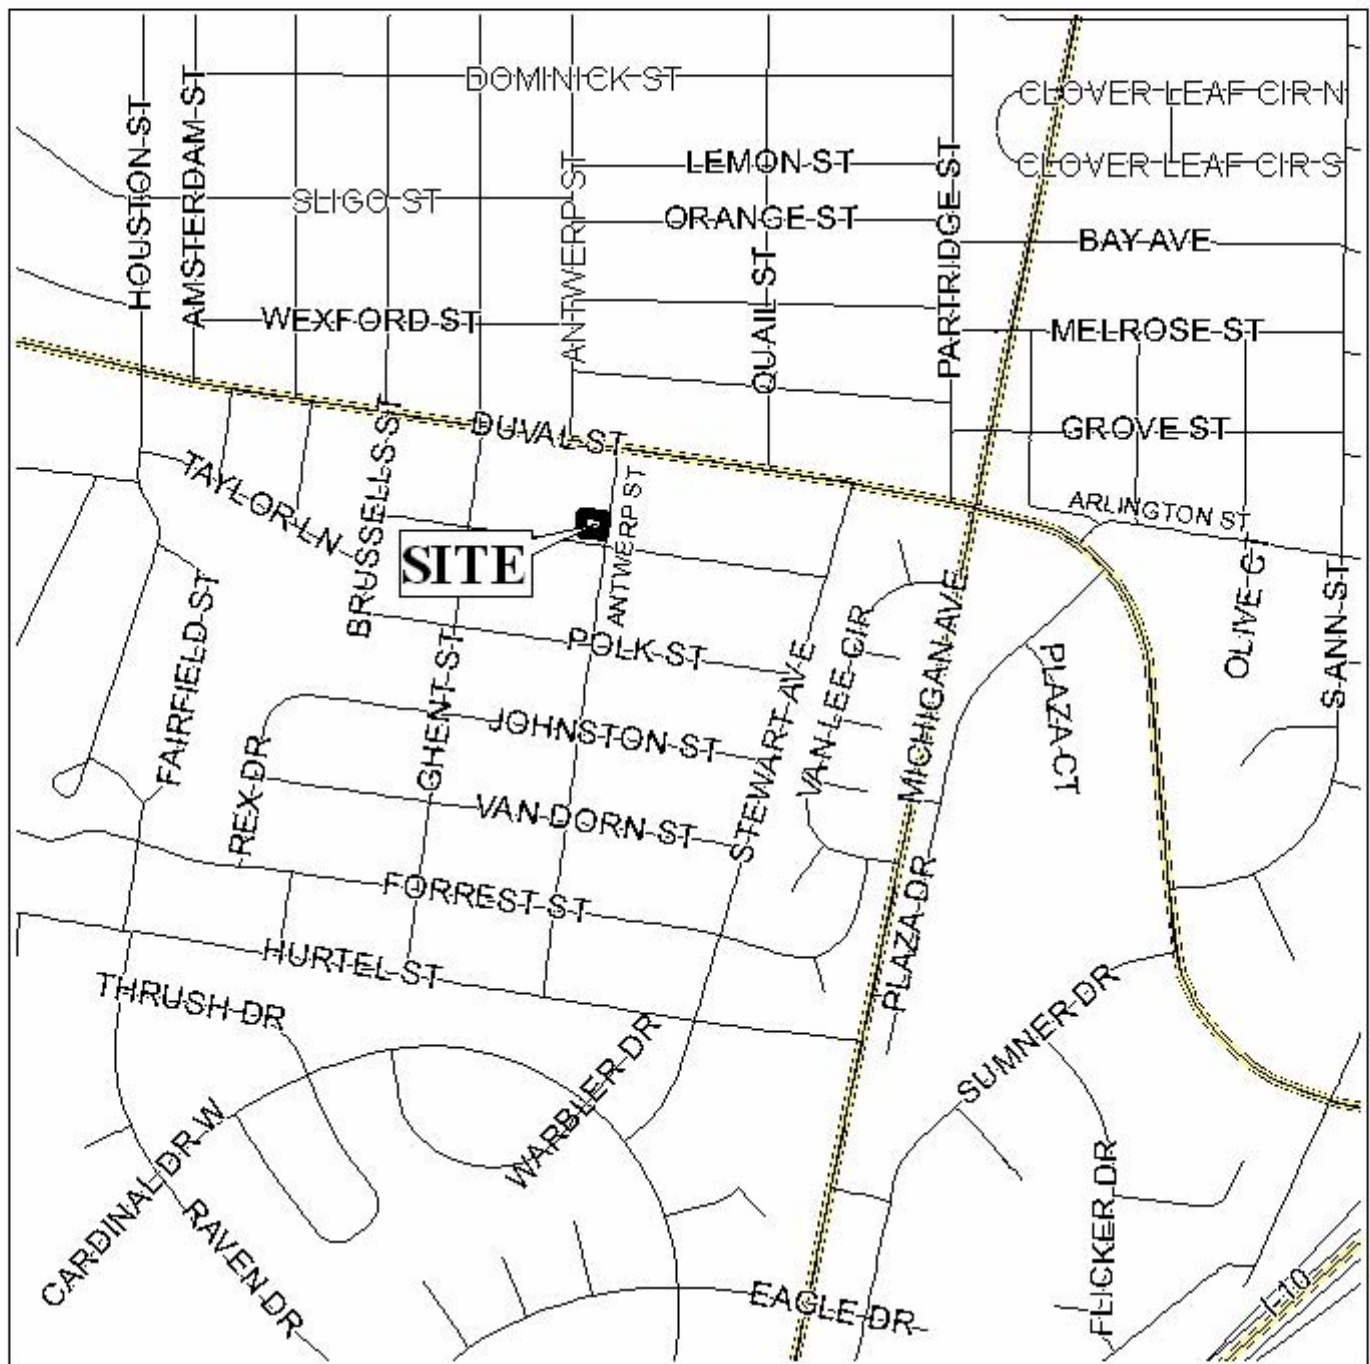 DOMINICK ST
CLOVER LEAF CIR N
HOUSTON ST
AMSTERDAM ST
LEMON ST
CLOVER LEAF CIR S
SLIGO ST
ANTWERP ST
ORANGE ST
PARTRIDGE ST
BAY AVE
QUAIL ST
WEXFORD ST
MELROSE ST
DUVAL ST
GROVE ST
TAYLOR LN
BRUSSELLS ST
ANTWERP ST
ARLINGTON ST
SITE
OLIVE C
S ANN ST
FAIRFIELD ST
GHENT ST
POLK ST
STEWART AVE
VAN LEE CIR
MICHIGAN AVE
PLAZA CT
JOHNSTON ST
REX DR
VAN DORN ST
FORREST ST
PLAZA DR
HURTEL ST
THRUSH DR
WARBLER DR
SUMNER DR
CARDINAL DR W
RAVEN DR
FLICKER DR
EAGLE DR
I-10